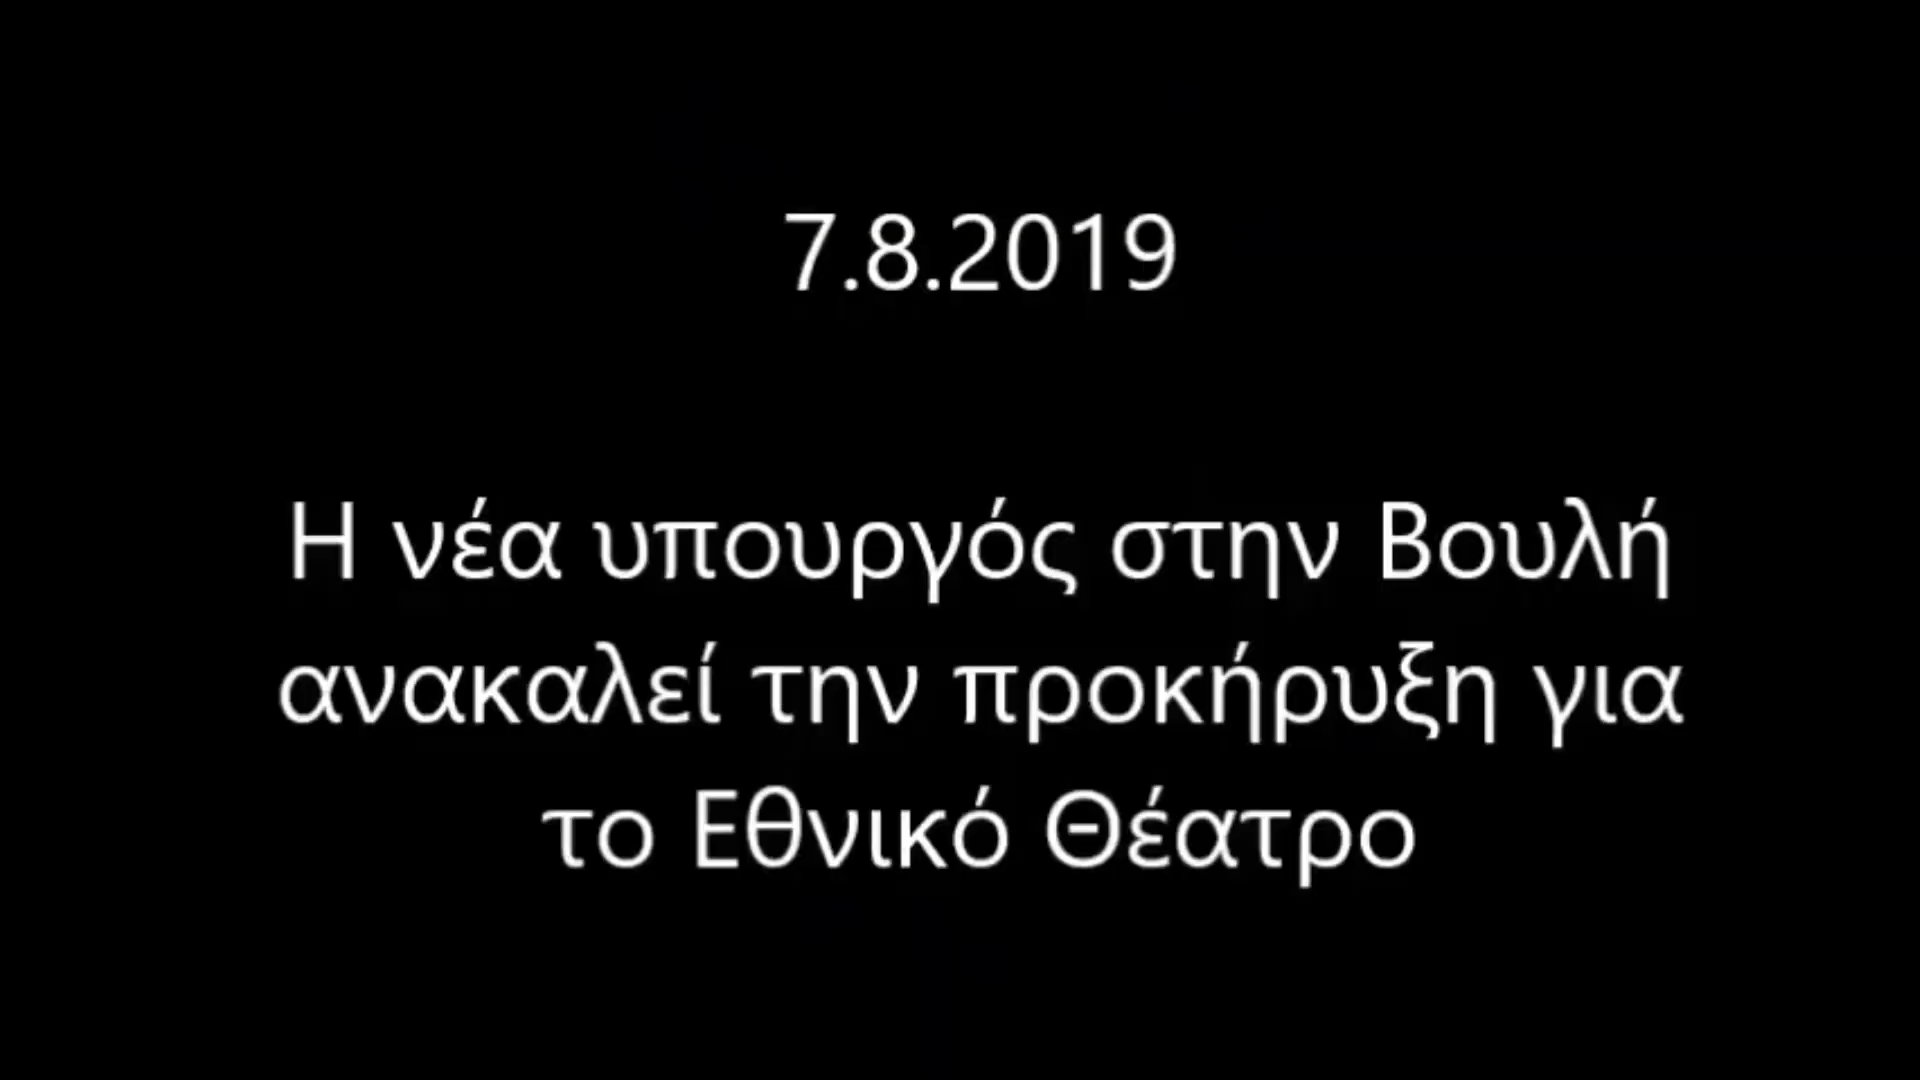 7.8.2019
Η νέα υπουργός στην Βουλή
ανακαλεί την προκήρυξη για
το Εθνικό Θέατρο